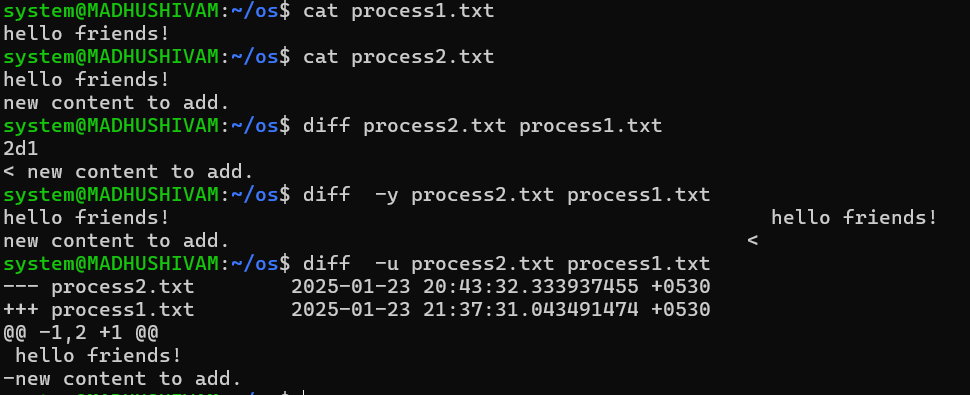 system@MADHUSHIVAM:~/os$ cat process1.txt
hello friends!
system@MADHUSHIVAM:~/os$ cat process2.txt
hello friends!
new content to add.
system@MADHUSHIVAM:~/os$ diff process2.txt process1.txt
2d1
< new content to add.
system@MADHUSHIVAM:~/os$ diff  -y process2.txt process1.txt
hello friends!                                                  hello friends!
new content to add.                                           <
system@MADHUSHIVAM:~/os$ diff  -u process2.txt process1.txt
--- process2.txt        2025-01-23 20:43:32.333937455 +0530
+++ process1.txt        2025-01-23 21:37:31.043491474 +0530
@@ -1,2 +1 @@
 hello friends!
-new content to add.
system@MADHUSHIVAM:~/os$